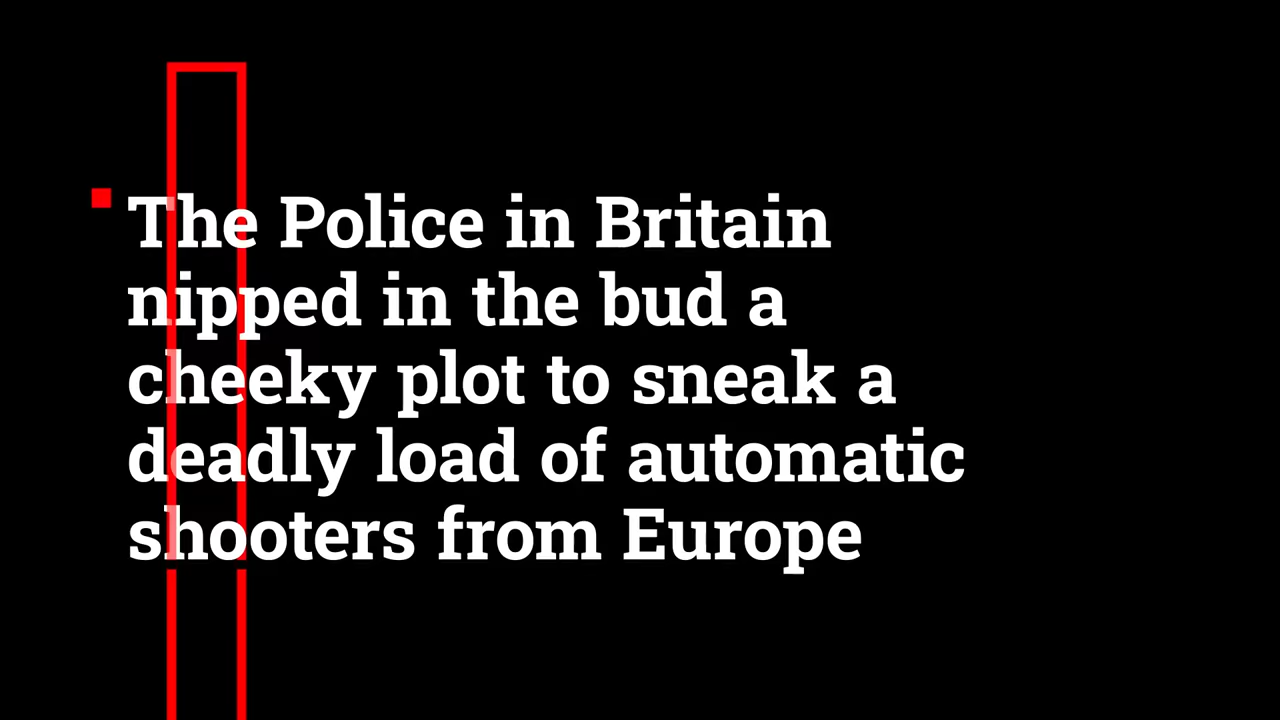 The Police in Britain
nipped in the bud a
cheeky plot to sneak a
deadly load of automatic
shooters from Europe